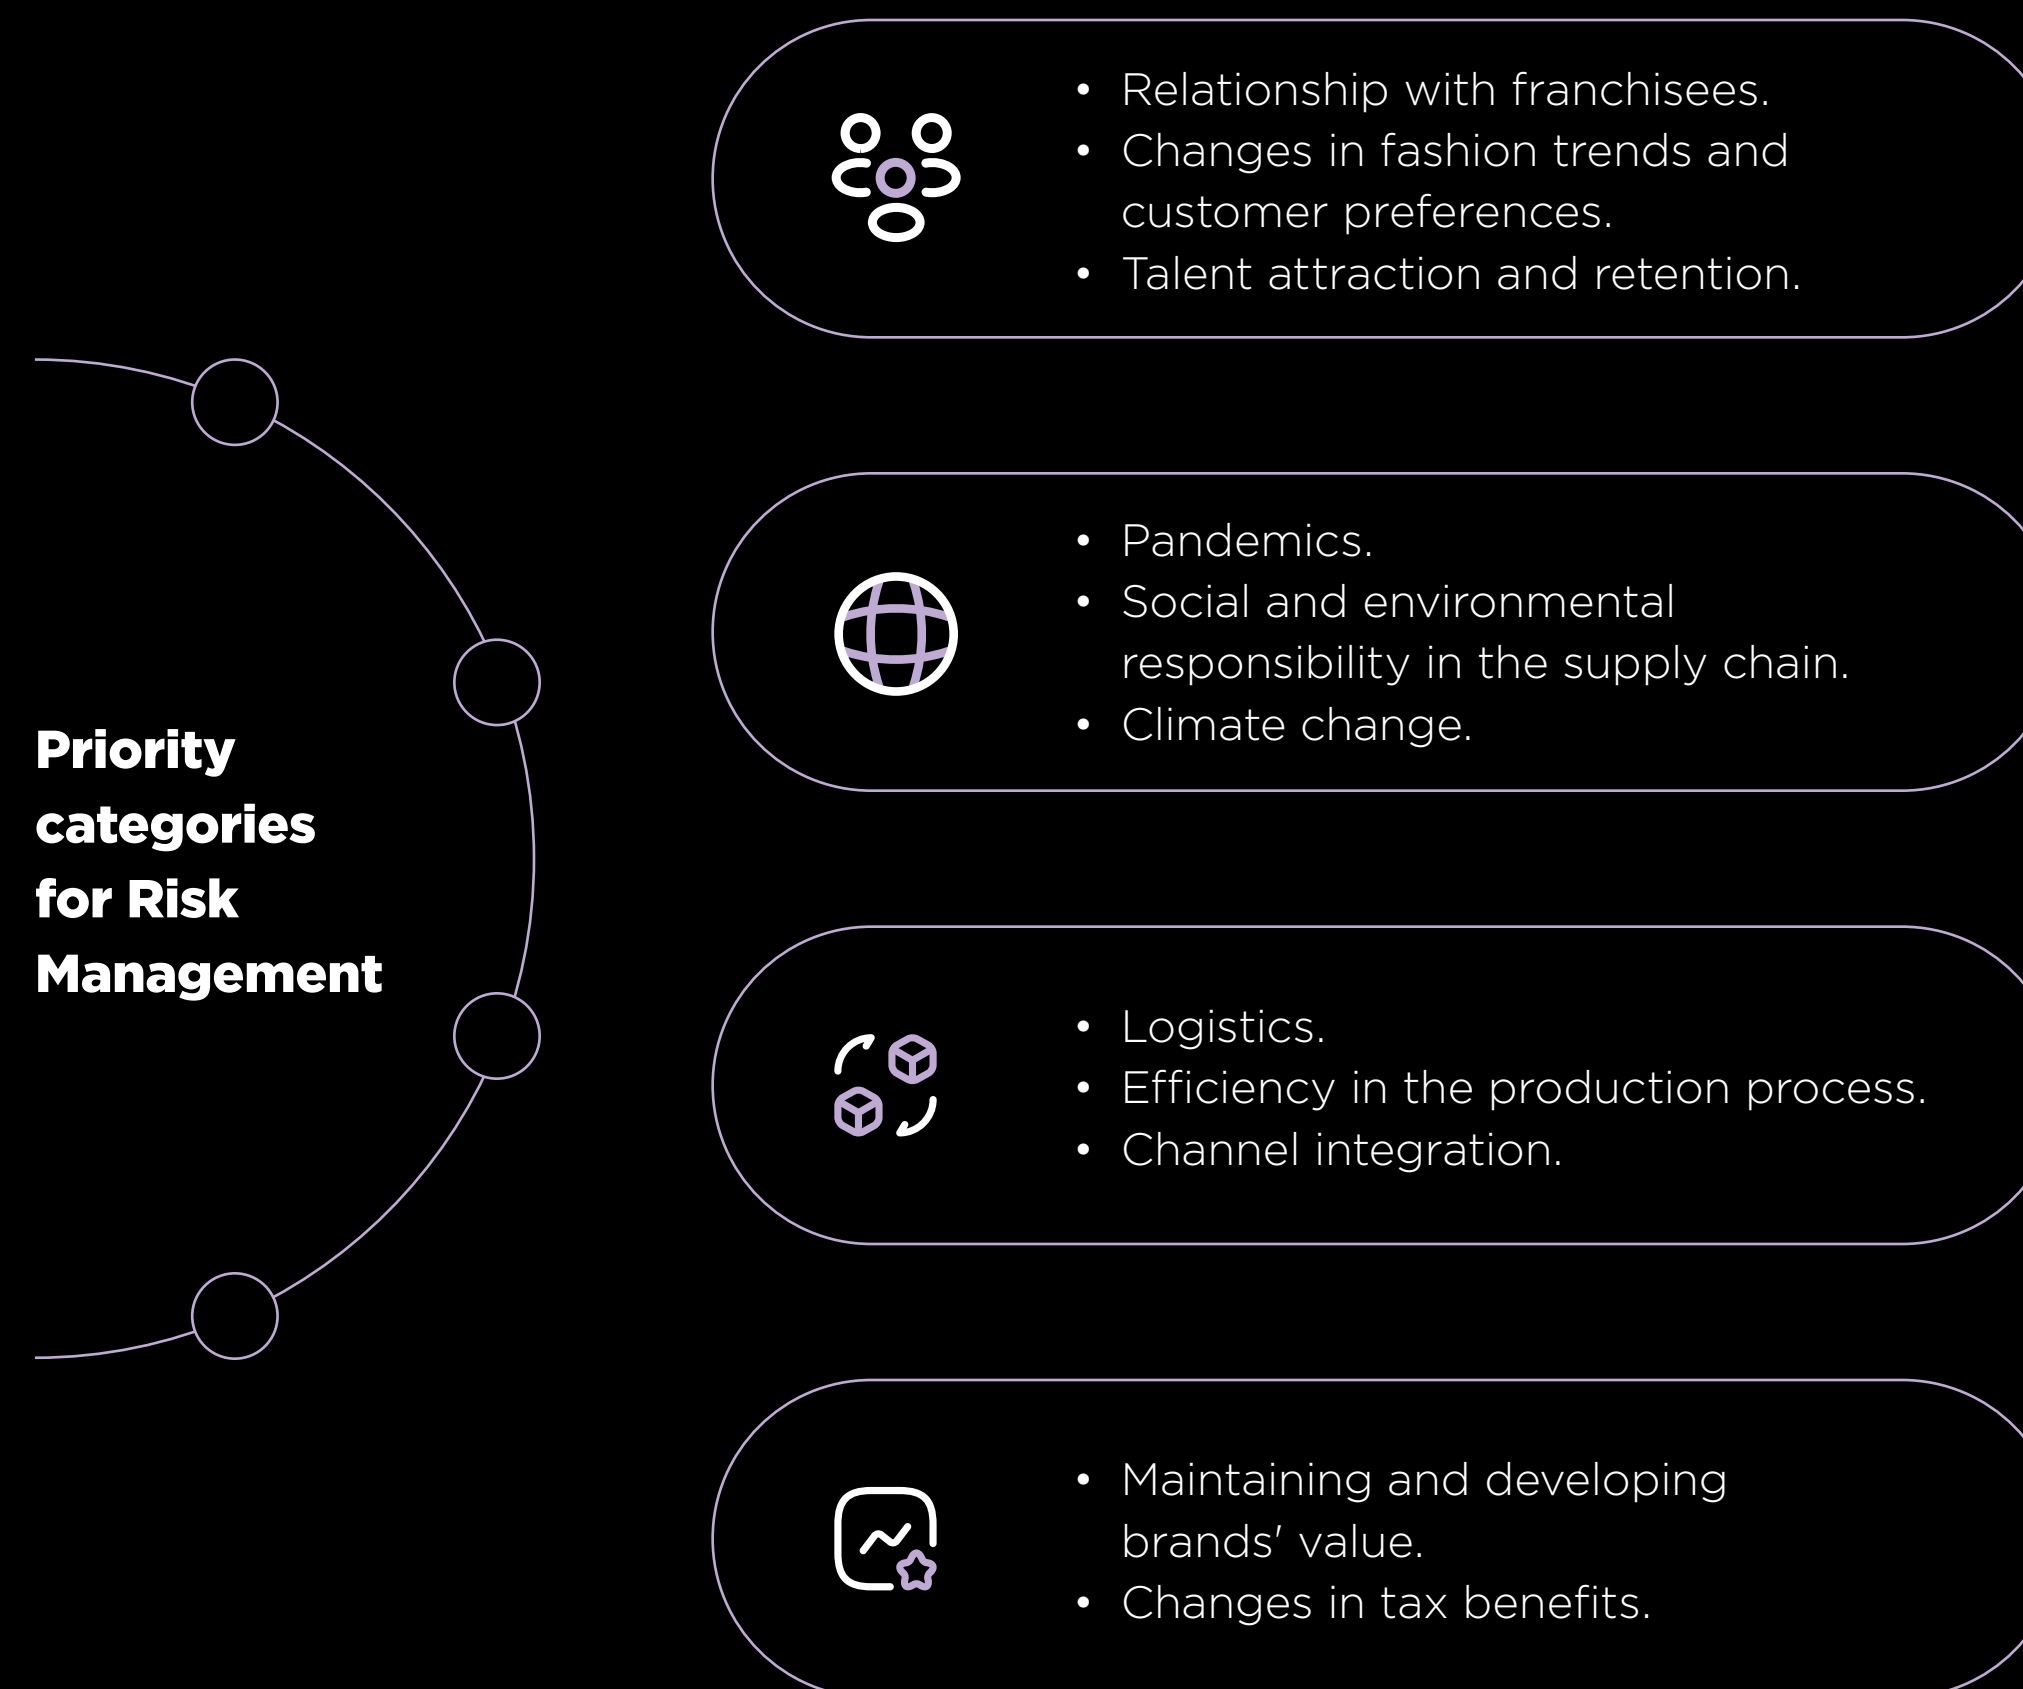 Priority
categories
for Risk
Management
• Relationship with franchisees.
• Changes in fashion trends and
customer preferences.
• Talent attraction and retention.
• Pandemics.
• Social and environmental
responsibility in the supply chain.
• Climate change.
• Logistics.
• Efficiency in the production process.
• Channel integration.
• Maintaining and developing
brands' value.
• Changes in tax benefits.